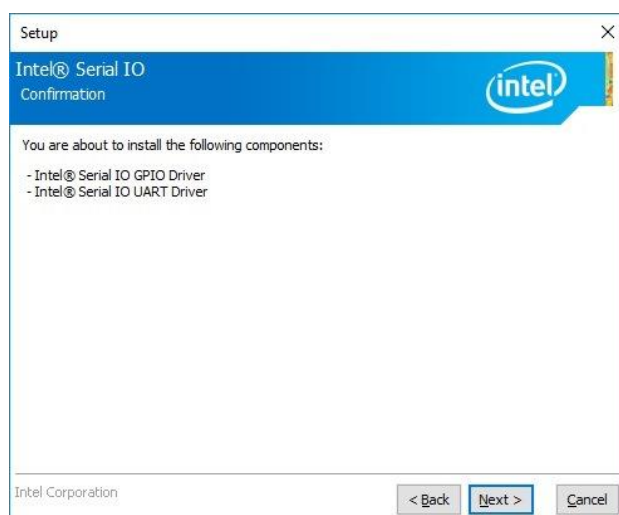 Setup
Intel® Serial IO
Confirmation
intel
You are about to install the following components:
- Intel® Serial IO GPIO Driver
- Intel® Serial IO UART Driver
Intel Corporation
< Back
Next >
Cancel